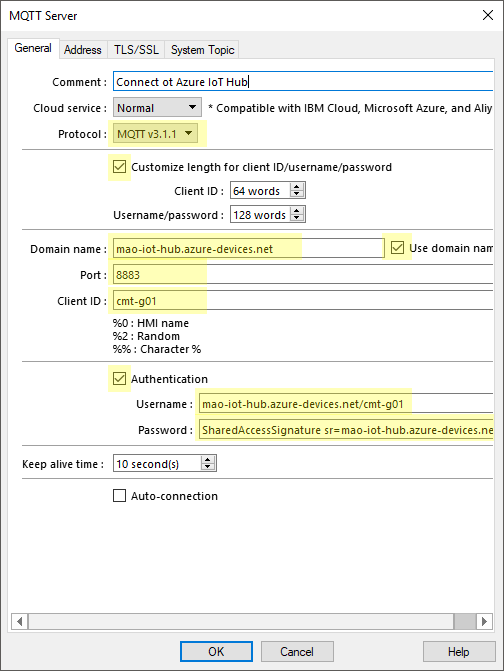 MQTT Server
General Address TLS/SSL System Topic
Comment : Connect ot Azure IoT Hub
Cloud service : Normal * Compatible with IBM Cloud, Microsoft Azure, and Aliy
Protocol : MQTT v3.1.1
Customize length for client ID/username/password
Client ID : 64 words
Username/password : 128 words
Domain name : mao-iot-hub.azure-devices.net Use domain nam
Port : 8883
Client ID : cmt-g01
%0 : HMI name
%2 : Random
%% : Character %
Authentication
Username : mao-iot-hub.azure-devices.net/cmt-g01
Password : SharedAccessSignature sr=mao-iot-hub.azure-devices.ne
Keep alive time : 10 second(s)
Auto-connection
OK Cancel Help